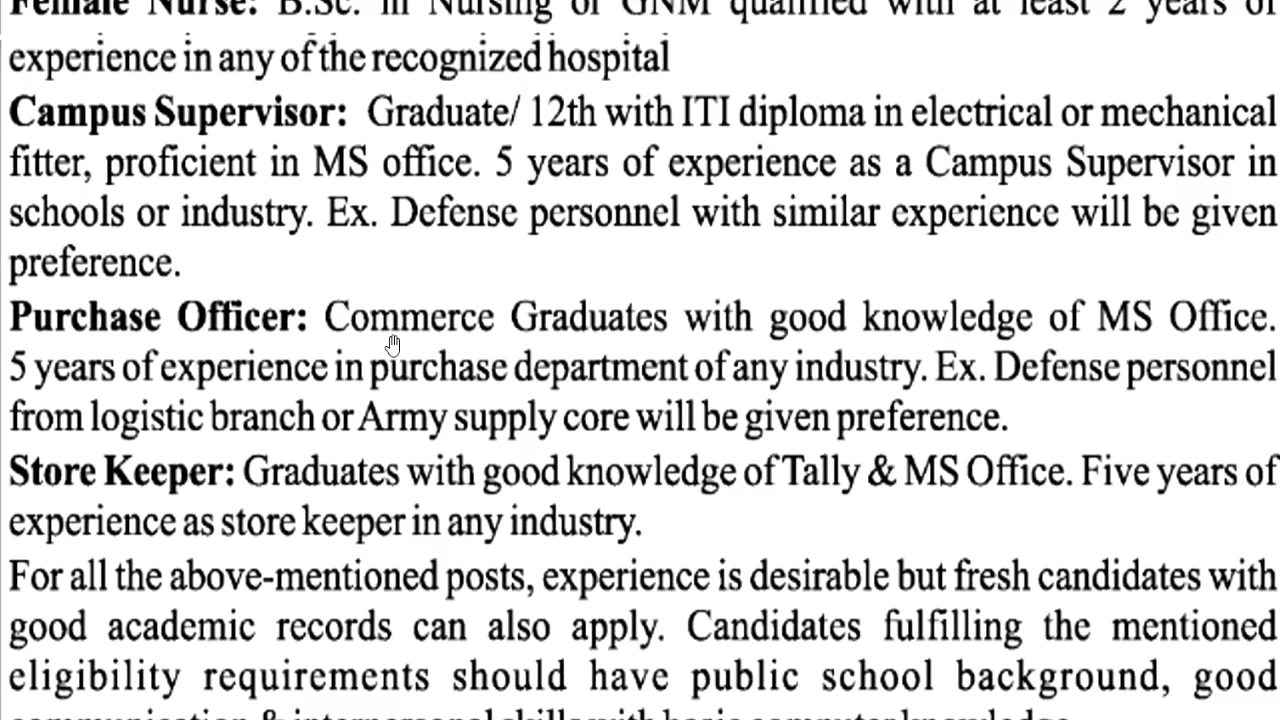 Female Nurse: B.Sc. in Nursing or GNM qualified with at least 2 years of
experience in any of the recognized hospital
Campus Supervisor: Graduate/ 12th with ITI diploma in electrical or mechanical
fitter, proficient in MS office. 5 years of experience as a Campus Supervisor in
schools or industry. Ex. Defense personnel with similar experience will be given
preference.
Purchase Officer: Commerce Graduates with good knowledge of MS Office.
5 years of experience in purchase department of any industry. Ex. Defense personnel
from logistic branch or Army supply core will be given preference.
Store Keeper: Graduates with good knowledge of Tally & MS Office. Five years of
experience as store keeper in any industry.
For all the above-mentioned posts, experience is desirable but fresh candidates with
good academic records can also apply. Candidates fulfilling the mentioned
eligibility requirements should have public school background, good
communication & interpersonal skills with basic computer knowledge.